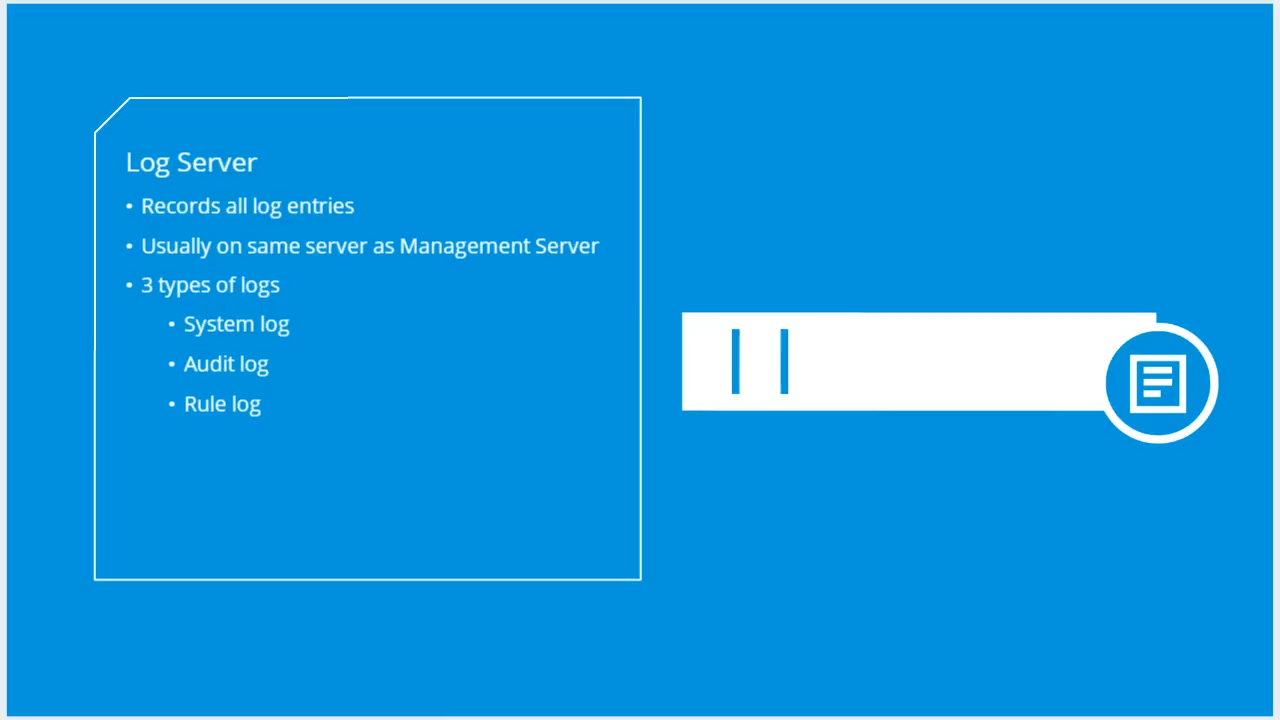 Log Server
• Records all log entries
• Usually on same server as Management Server
• 3 types of logs
• System log
• Audit log
• Rule log